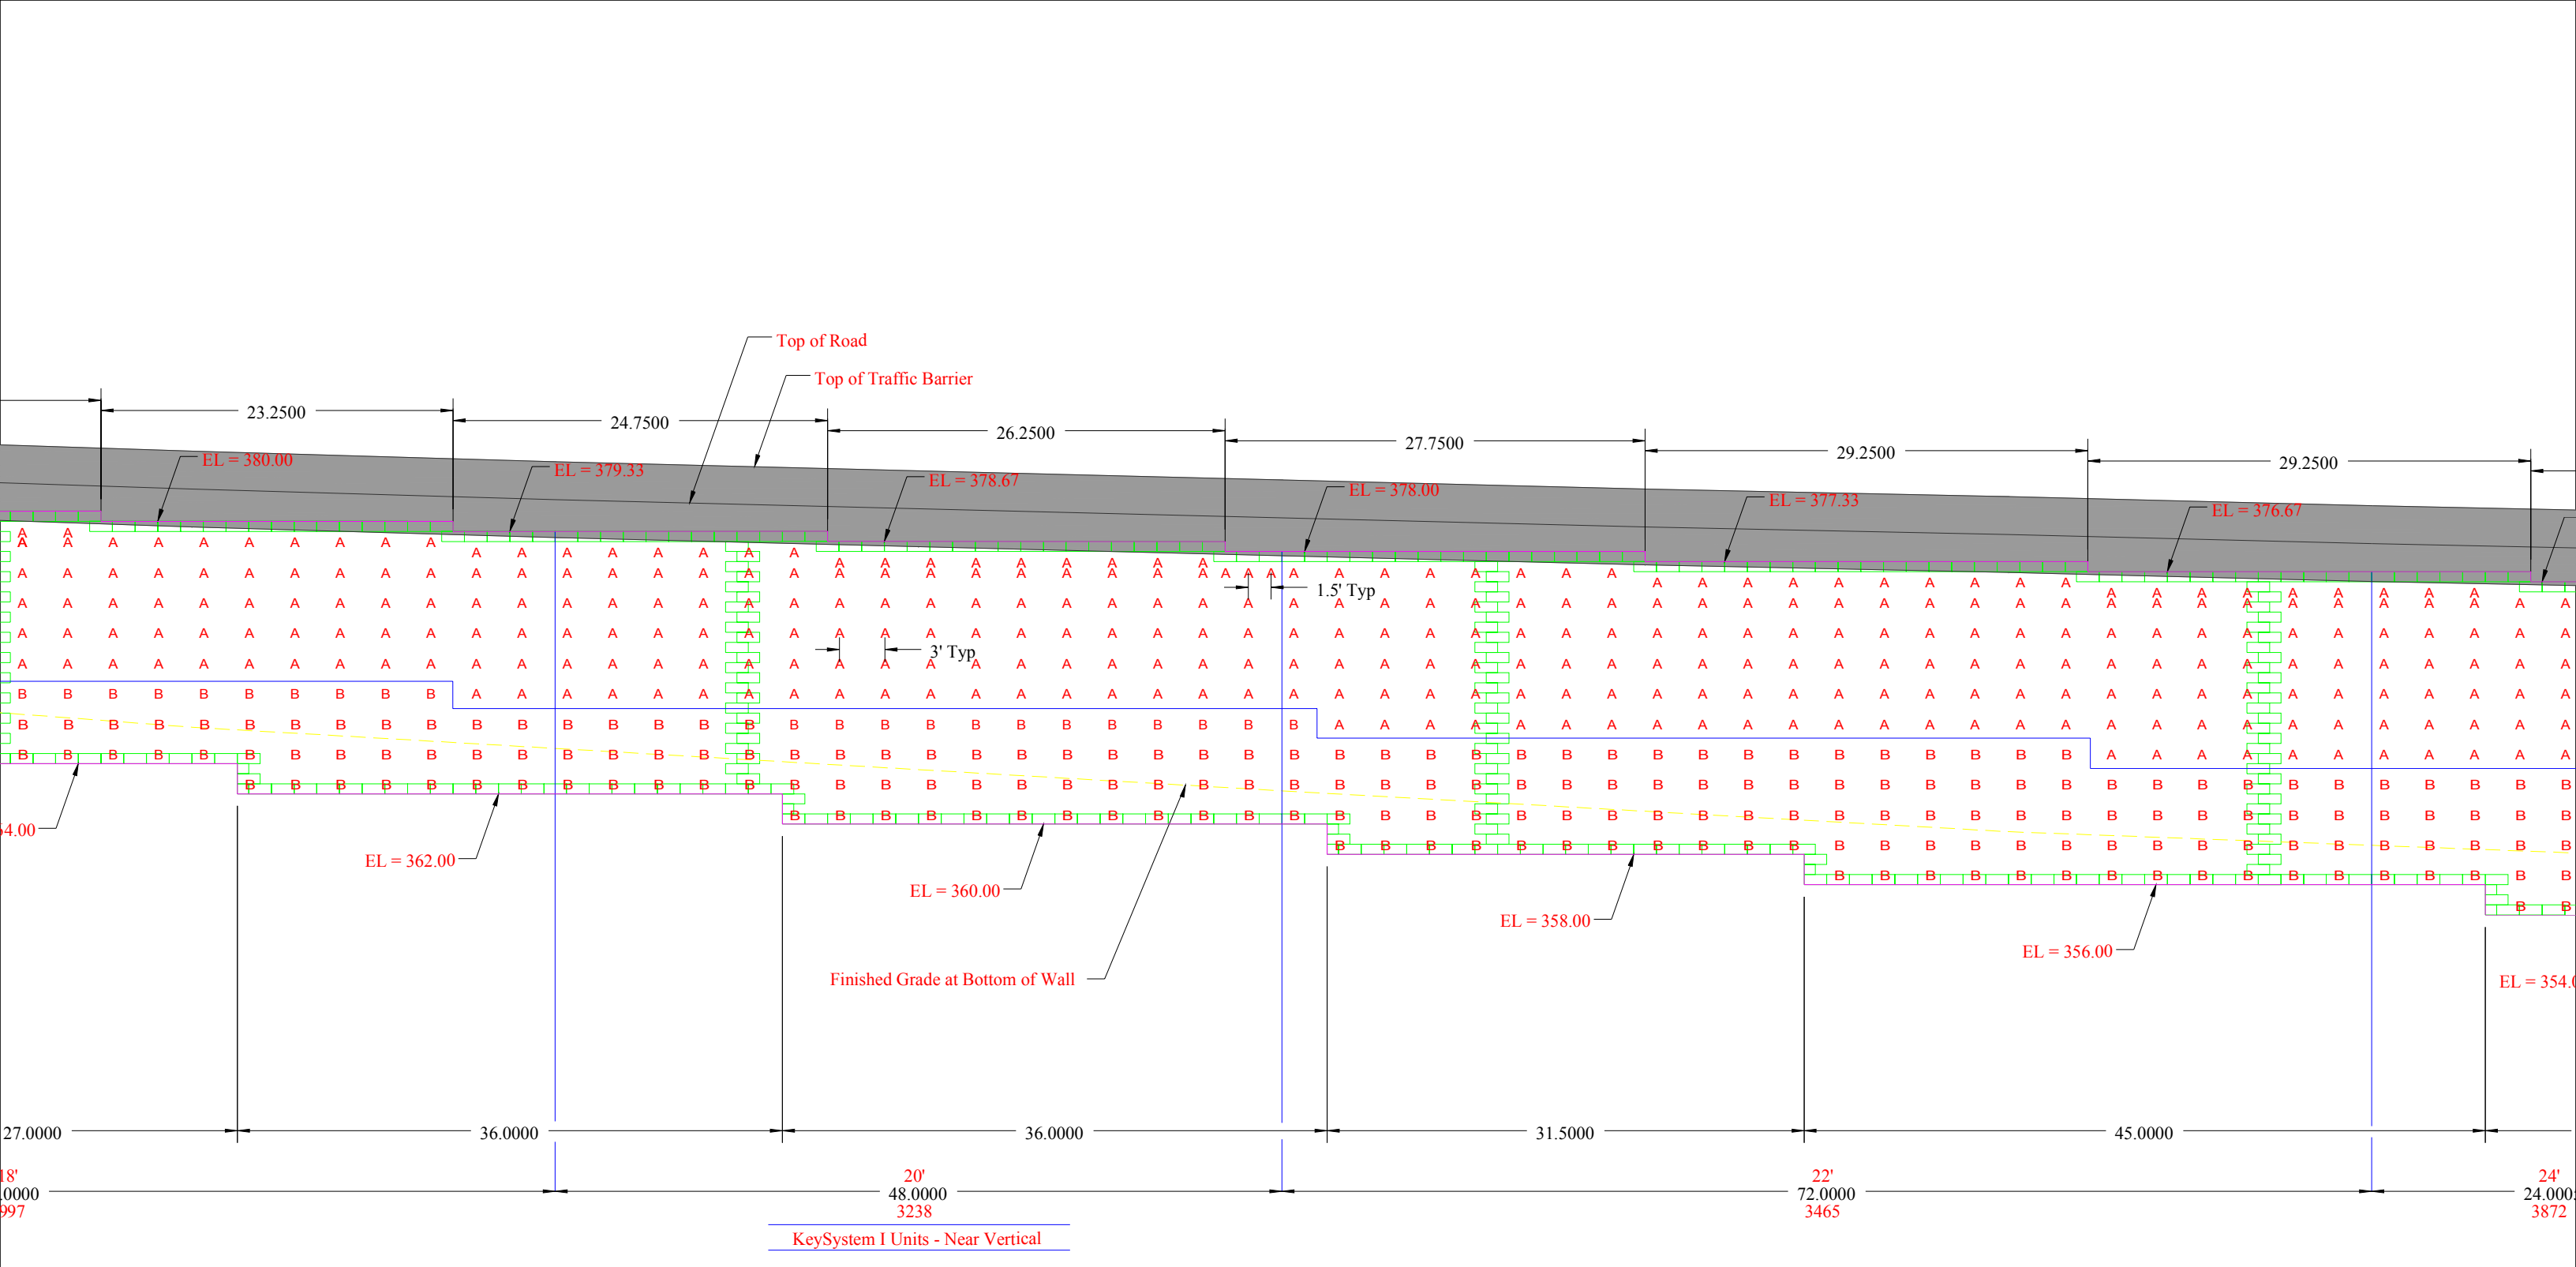 Top of Road
Top of Traffic Barrier
23.2500
24.7500
26.2500
27.7500
29.2500
29.2500
EL = 380.00
EL = 379.33
EL = 378.67
EL = 378.00
EL = 377.33
EL = 376.67
1.5' Typ
3' Typ
EL = 362.00
EL = 360.00
EL = 358.00
EL = 356.00
Finished Grade at Bottom of Wall
27.0000
36.0000
36.0000
31.5000
45.0000
18'
20'
22'
24'
48.0000
72.0000
3238
3465
3872
KeySystem I Units - Near Vertical